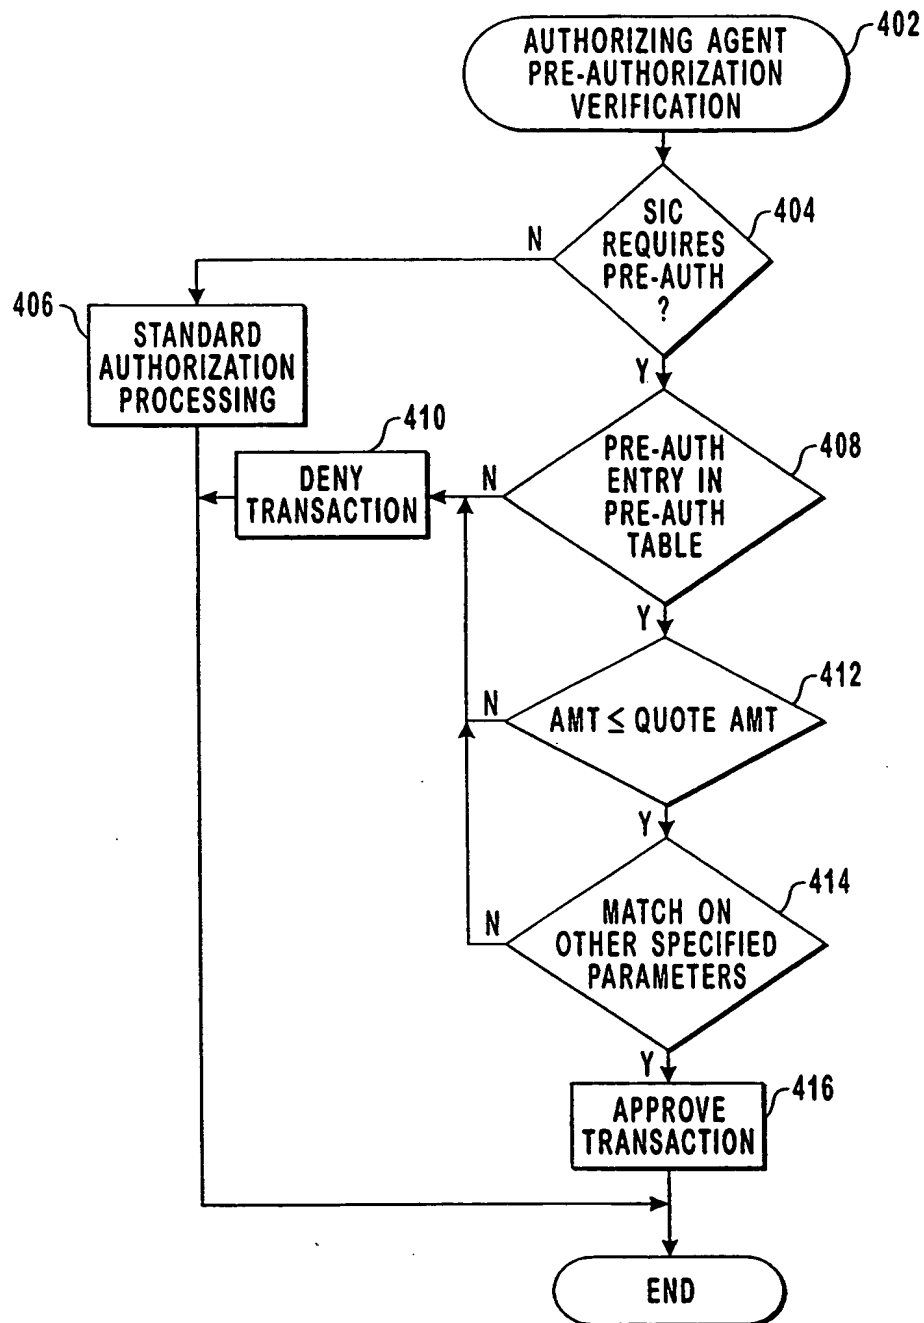 402
AUTHORIZING AGENT
PRE-AUTHORIZATION
VERIFICATION
404
SIC
REQUIRES
PRE-AUTH
?
N
Y
406
STANDARD
AUTHORIZATION
PROCESSING
410
DENY
TRANSACTION
N
408
PRE-AUTH
ENTRY IN
PRE-AUTH
TABLE
Y
412
N
AMT ≤ QUOTE AMT
Y
414
N
MATCH ON
OTHER SPECIFIED
PARAMETERS
Y
416
APPROVE
TRANSACTION
END